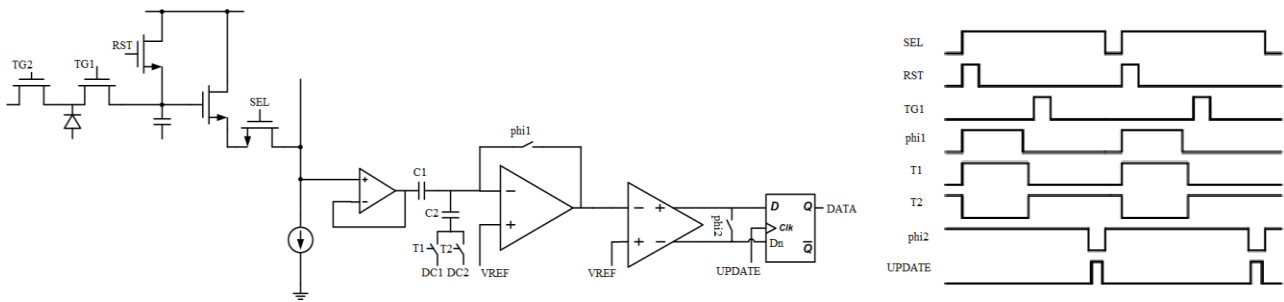 RST
TG2
TG1
SEL
phi1
C1
C2
T1
T2
DC1
DC2
VREF
VREF
phi2
UPDATE
D
Q
Clk
Dn
Q
DATA
+
-
-
+
-
+
+
-
SEL
RST
TG1
phi1
T1
T2
phi2
UPDATE